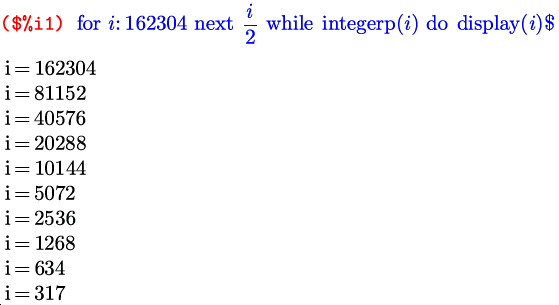 ($%i1) for i: 162304 next i/2 while integerp(i) do display(i)$
i = 162304
i = 81152
i = 40576
i = 20288
i = 10144
i = 5072
i = 2536
i = 1268
i = 634
i = 317